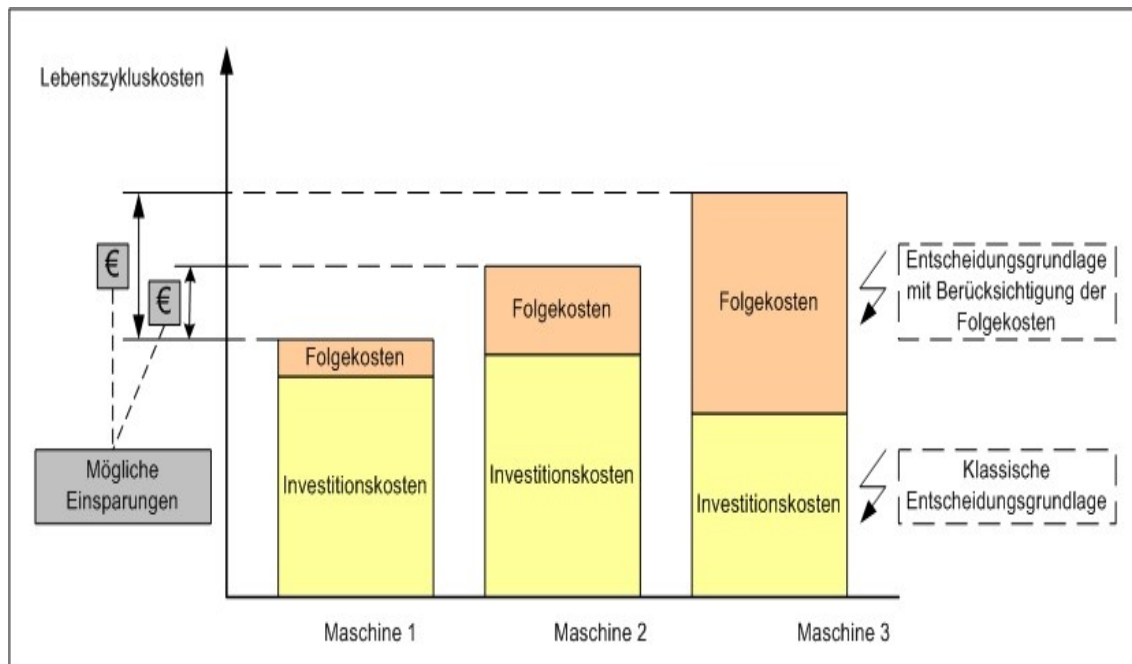 Lebenszykluskosten
€
€
Mögliche
Einsparungen
Folgekosten
Investitionskosten
Folgekosten
Investitionskosten
Folgekosten
Investitionskosten
Entscheidungsgrundlage
mit Berücksichtigung der
Folgekosten
Klassische
Entscheidungsgrundlage
Maschine 1
Maschine 2
Maschine 3